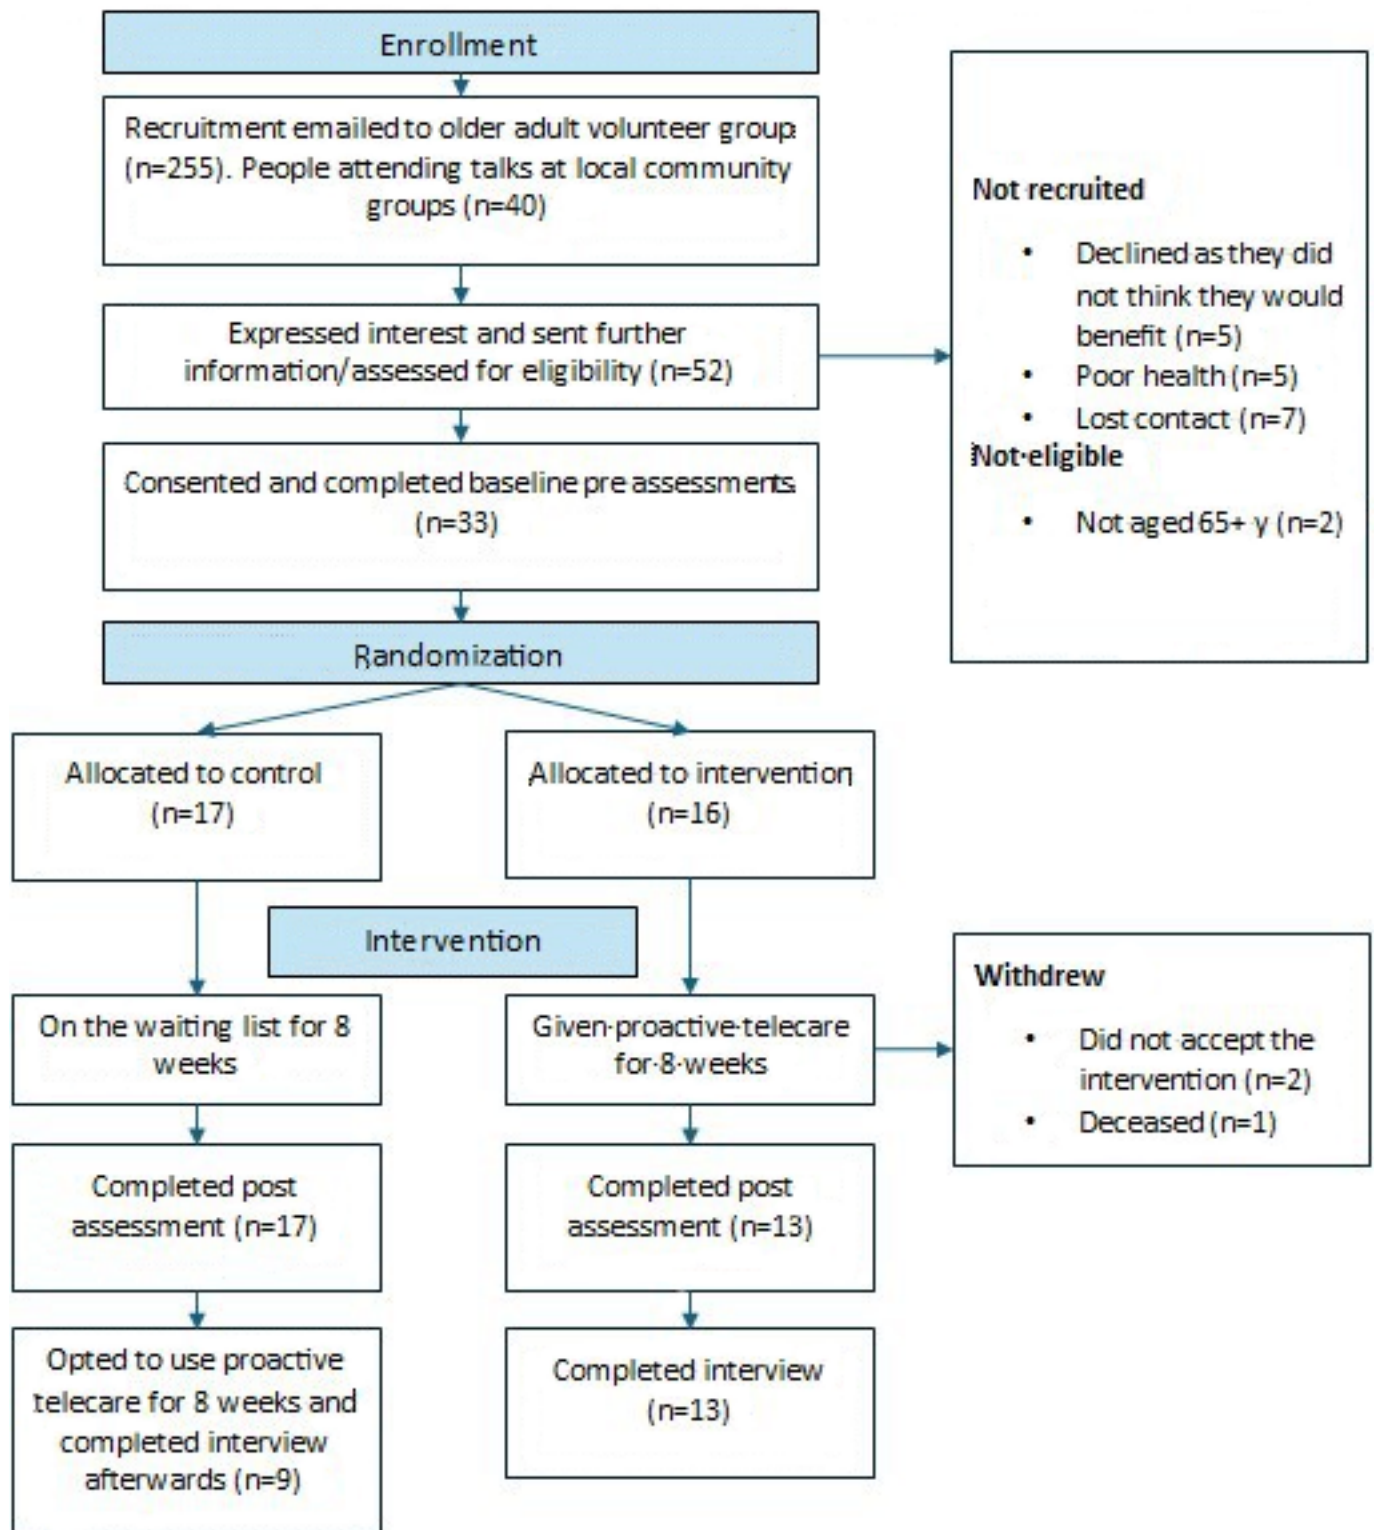 Enrollment
Recruitment emailed to older adult volunteer group
(n=255). People attending talks at local community
groups (n=40)
Expressed interest and sent further
information/assessed for eligibility (n=52)
Not recruited
• Declined as they did
not think they would
benefit (n=5)
• Poor health (n=5)
• Lost contact (n=7)
Not eligible
• Not aged 65+ y (n=2)
Consented and completed baseline pre assessments
(n=33)
Randomization
Allocated to control
(n=17)
Allocated to intervention
(n=16)
Intervention
On the waiting list for 8
weeks
Given proactive telecare
for 8 weeks
Withdrew
• Did not accept the
intervention (n=2)
• Deceased (n=1)
Completed post
assessment (n=17)
Completed post
assessment (n=13)
Opted to use proactive
telecare for 8 weeks and
completed interview
afterwards (n=9)
Completed interview
(n=13)